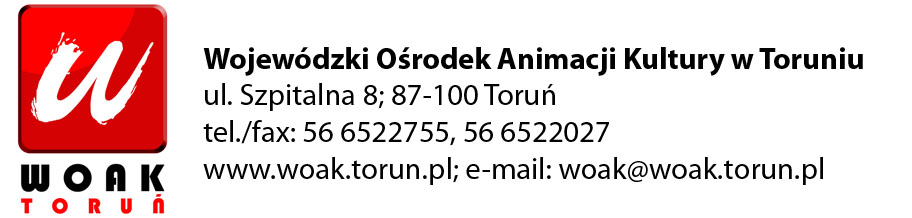 W
WOAK
TORUŃ
Wojewódzki Ośrodek Animacji Kultury w Toruniu
ul. Szpitalna 8; 87-100 Toruń
tel./fax: 56 6522755, 56 6522027
www.woak.torun.pl; e-mail: woak@woak.torun.pl